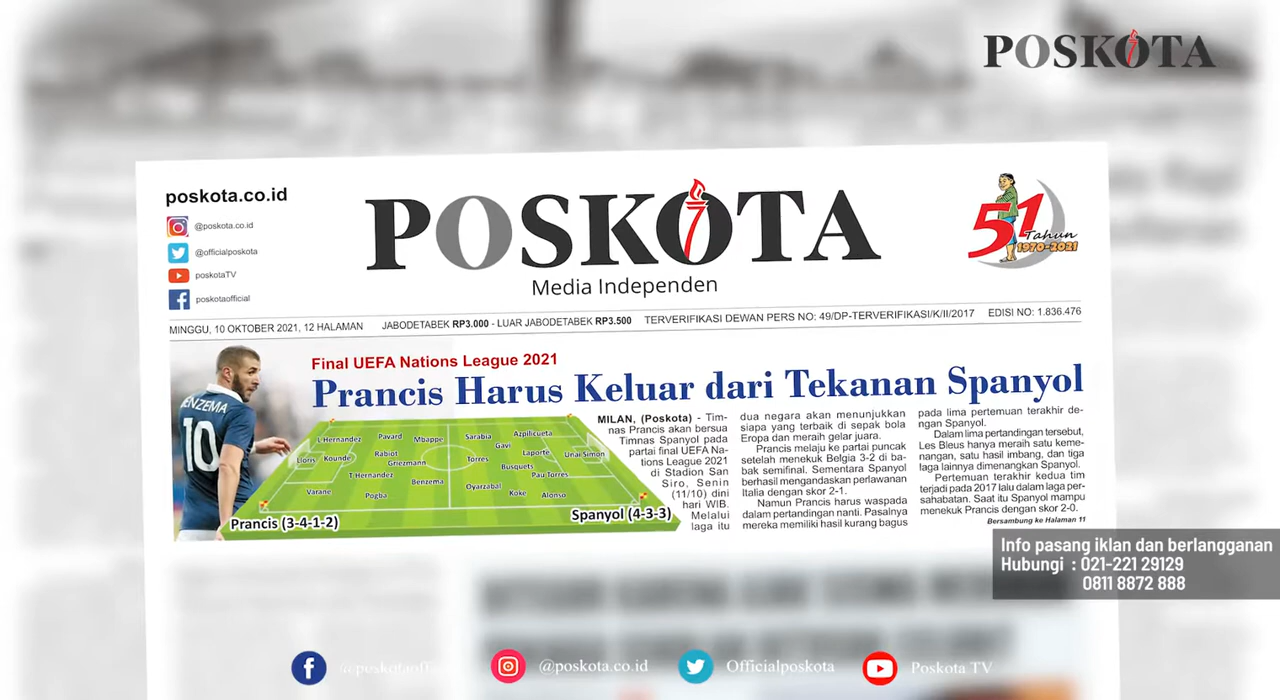 POSKOTA
poskota.co.id
@poskota.co.id
@officialposkota
poskotaTV
poskotaofficial
POSKOTA
Media Independen
51
Tahun
1970-2021
MINGGU, 10 OKTOBER 2021, 12 HALAMAN JABODETABEK RP3.000 - LUAR JABODETABEK RP3.500 TERVERIFIKASI DEWAN PERS NO: 49/DP-TERVERIFIKASI/K/II/2017 EDISI NO: 1.836.476
Final UEFA Nations League 2021
Prancis Harus Keluar dari Tekanan Spanyol
ENZEMA
10
L Hernandez
Pavard
Mbappe
Sarabia
Azpilicueta
Gavi
Loris
Kounde
Rabiot
Griezmann
Torres
Laporte
Unai Simon
Busquets
T Hernandez
Benzema
Pau Torres
Varane
Pogba
Oyarzabal
Koke
Alonso
Prancis (3-4-1-2)
Spanyol (4-3-3)
MILAN, (Poskota) - Tim-
nas Prancis akan bersua
Timnas Spanyol pada
partai final UEFA Na-
tions League 2021
di Stadion San
Siro, Senin
(11/10) dini
hari WIB.
Melalui
laga itu
dua negara akan menunjukkan
siapa yang terbaik di sepak bola
Eropa dan meraih gelar juara.
Prancis melaju ke partai puncak
setelah menekuk Belgia 3-2 di ba-
bak semifinal. Sementara Spanyol
berhasil mengandaskan perlawanan
Italia dengan skor 2-1.
Namun Prancis harus waspada
dalam pertandingan nanti. Pasalnya
mereka memiliki hasil kurang bagus
pada lima pertemuan terakhir de-
ngan Spanyol.
Dalam lima pertandingan tersebut,
Les Bleus hanya meraih satu keme-
nangan, satu hasil imbang, dan tiga
laga lainnya dimenangkan Spanyol.
Pertemuan terakhir kedua tim
terjadi pada 2017 lalu dalam laga per-
sahabatan. Saat itu Spanyol mampu
menekuk Prancis dengan skor 2-0.
Bersambung ke Halaman 11
Info pasang iklan dan berlangganan
Hubungi : 021-221 29129
0811 8872 888
@poskota.co.id
Officialposkota
Poskota TV